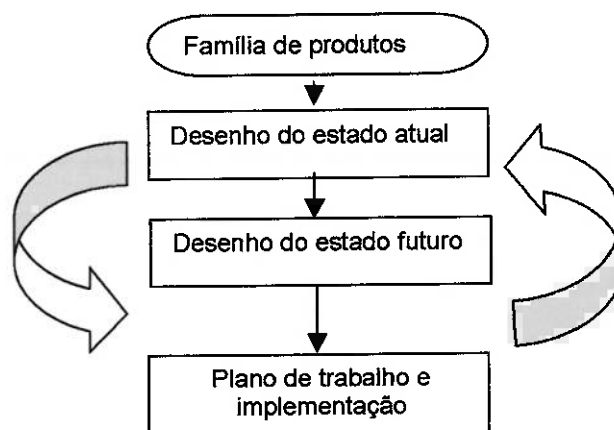 Família de produtos
Desenho do estado atual
Desenho do estado futuro
Plano de trabalho e
implementação